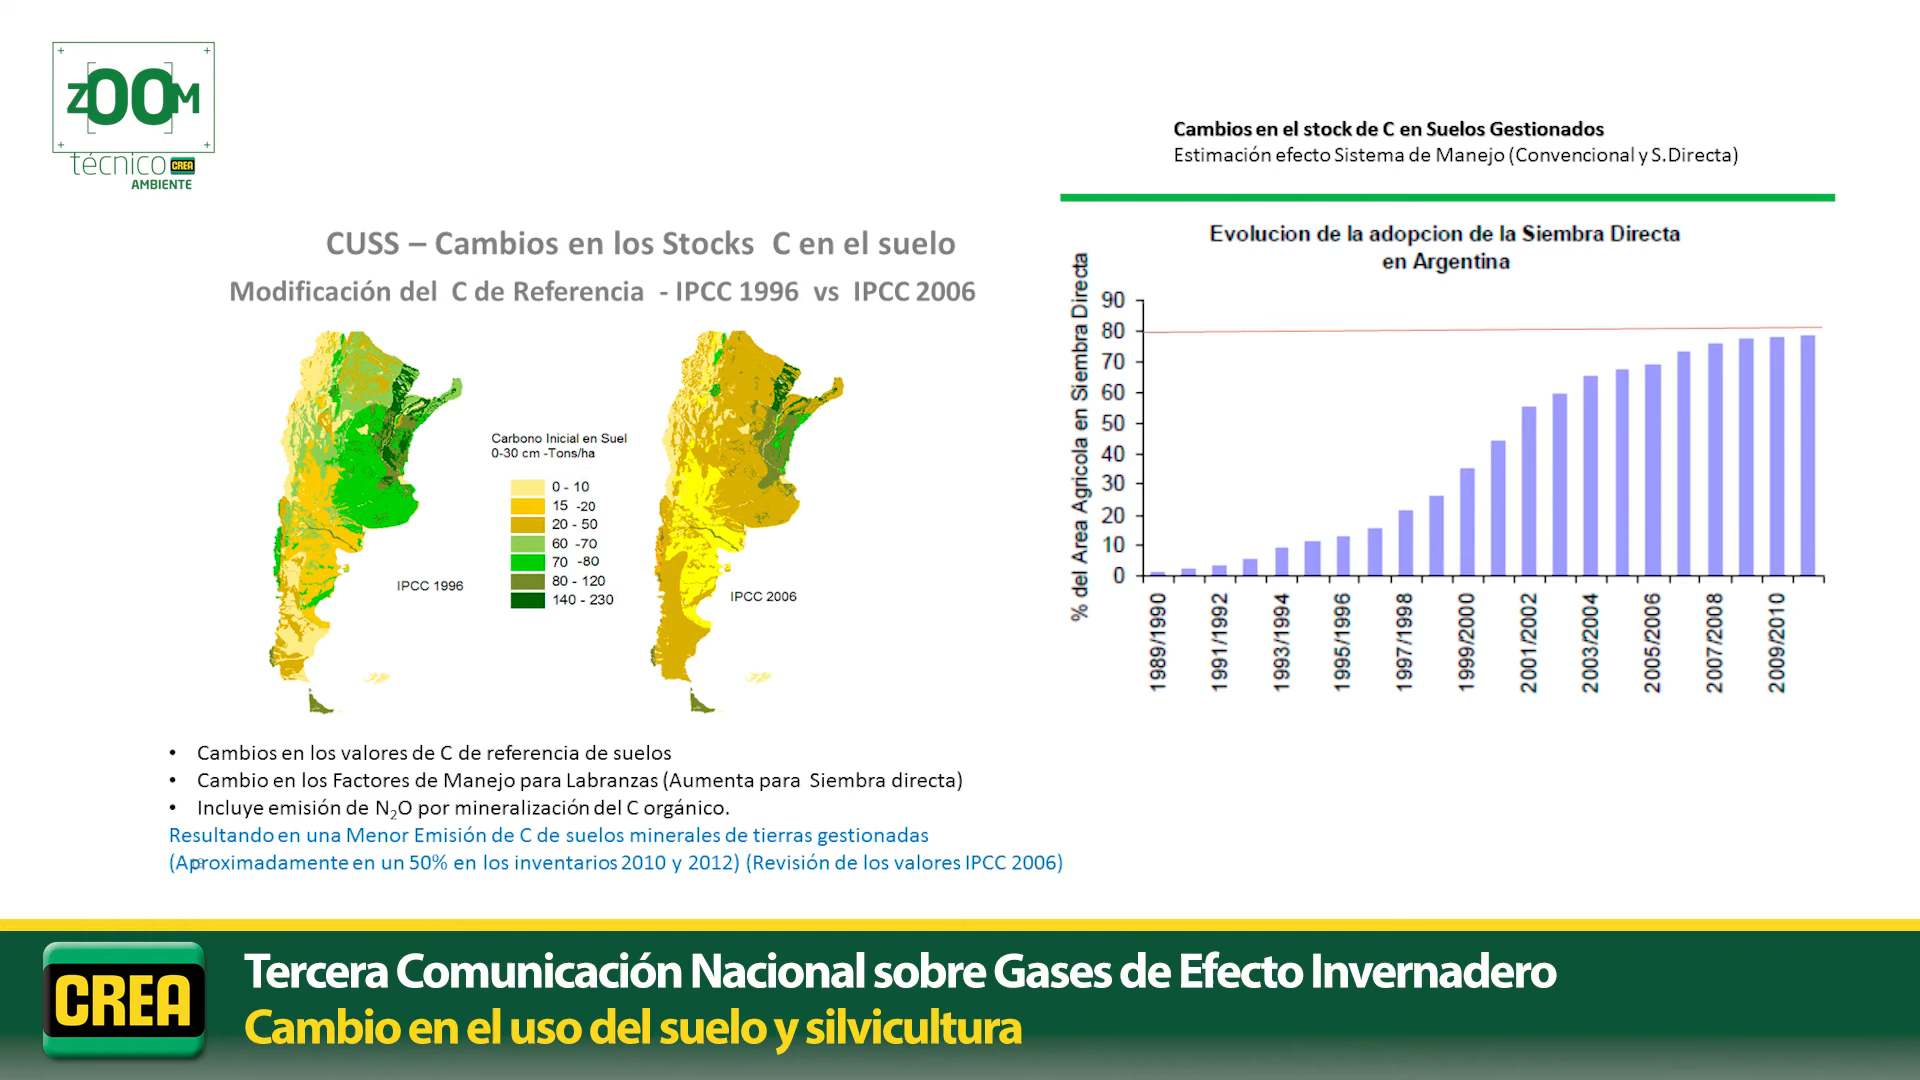 ZOOM
técnico CREA
AMBIENTE
CUSS – Cambios en los Stocks C en el suelo
Modificación del C de Referencia - IPCC 1996 vs IPCC 2006
Carbono Inicial en Suel
0-30 cm -Tons/ha
0 - 10
15 -20
20 - 50
60 -70
70 -80
80 - 120
140 - 230
IPCC 1996
IPCC 2006
• Cambios en los valores de C de referencia de suelos
• Cambio en los Factores de Manejo para Labranzas (Aumenta para Siembra directa)
• Incluye emisión de N2O por mineralización del C orgánico.
Resultando en una Menor Emisión de C de suelos minerales de tierras gestionadas
(Aproximadamente en un 50% en los inventarios 2010 y 2012) (Revisión de los valores IPCC 2006)
Cambios en el stock de C en Suelos Gestionados
Estimación efecto Sistema de Manejo (Convencional y S.Directa)
Evolucion de la adopcion de la Siembra Directa
en Argentina
% del Area Agricola en Siembra Directa
90
80
70
60
50
40
30
20
10
0
1989/1990
1991/1992
1993/1994
1995/1996
1997/1998
1999/2000
2001/2002
2003/2004
2005/2006
2007/2008
2009/2010
CREA
Tercera Comunicación Nacional sobre Gases de Efecto Invernadero
Cambio en el uso del suelo y silvicultura